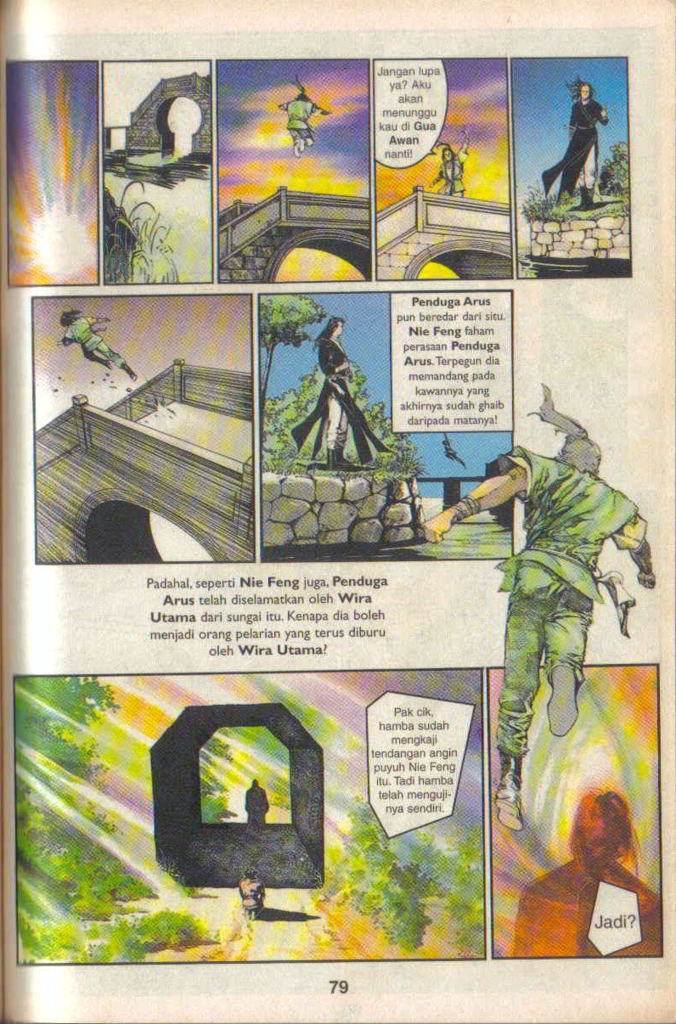 Jangan lupa
ya? Aku
akan
menunggu
kau di Gua
Awan
nanti!
Penduga Arus
pun beredar dari situ.
Nie Feng faham
perasaan Penduga
Arus. Terpegun dia
memandang pada
kawannya yang
akhirnya sudah ghaib
daripada matanya!
Padahal, seperti Nie Feng juga, Penduga
Arus telah diselamatkan oleh Wira
Utama dari sungai itu. Kenapa dia boleh
menjadi orang pelarian yang terus diburu
oleh Wira Utama?
Pak cik,
hamba sudah
mengkaji
tendangan angin
puyuh Nie Feng
itu. Tadi hamba
telah menguji-
nya sendiri.
Jadi?
79